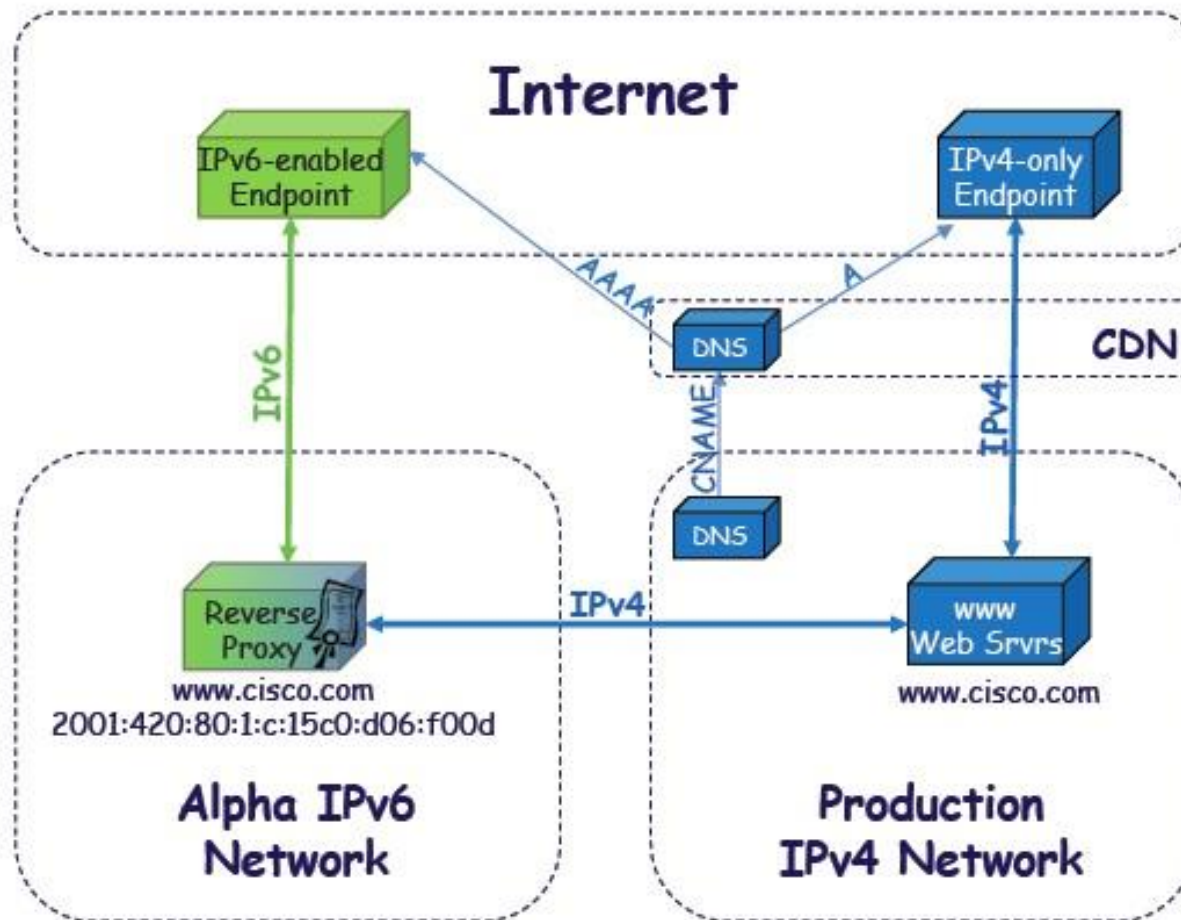 Internet
IPv6-enabled
Endpoint
IPv4-only
Endpoint
AAAA
A
DNS
CDN
IPv6
CNAME
IPv4
DNS
Reverse
Proxy
IPv4
www
Web Srvrs
www.cisco.com
2001:420:80:1:c:15c0:d06:f00d
www.cisco.com
Alpha IPv6
Network
Production
IPv4 Network